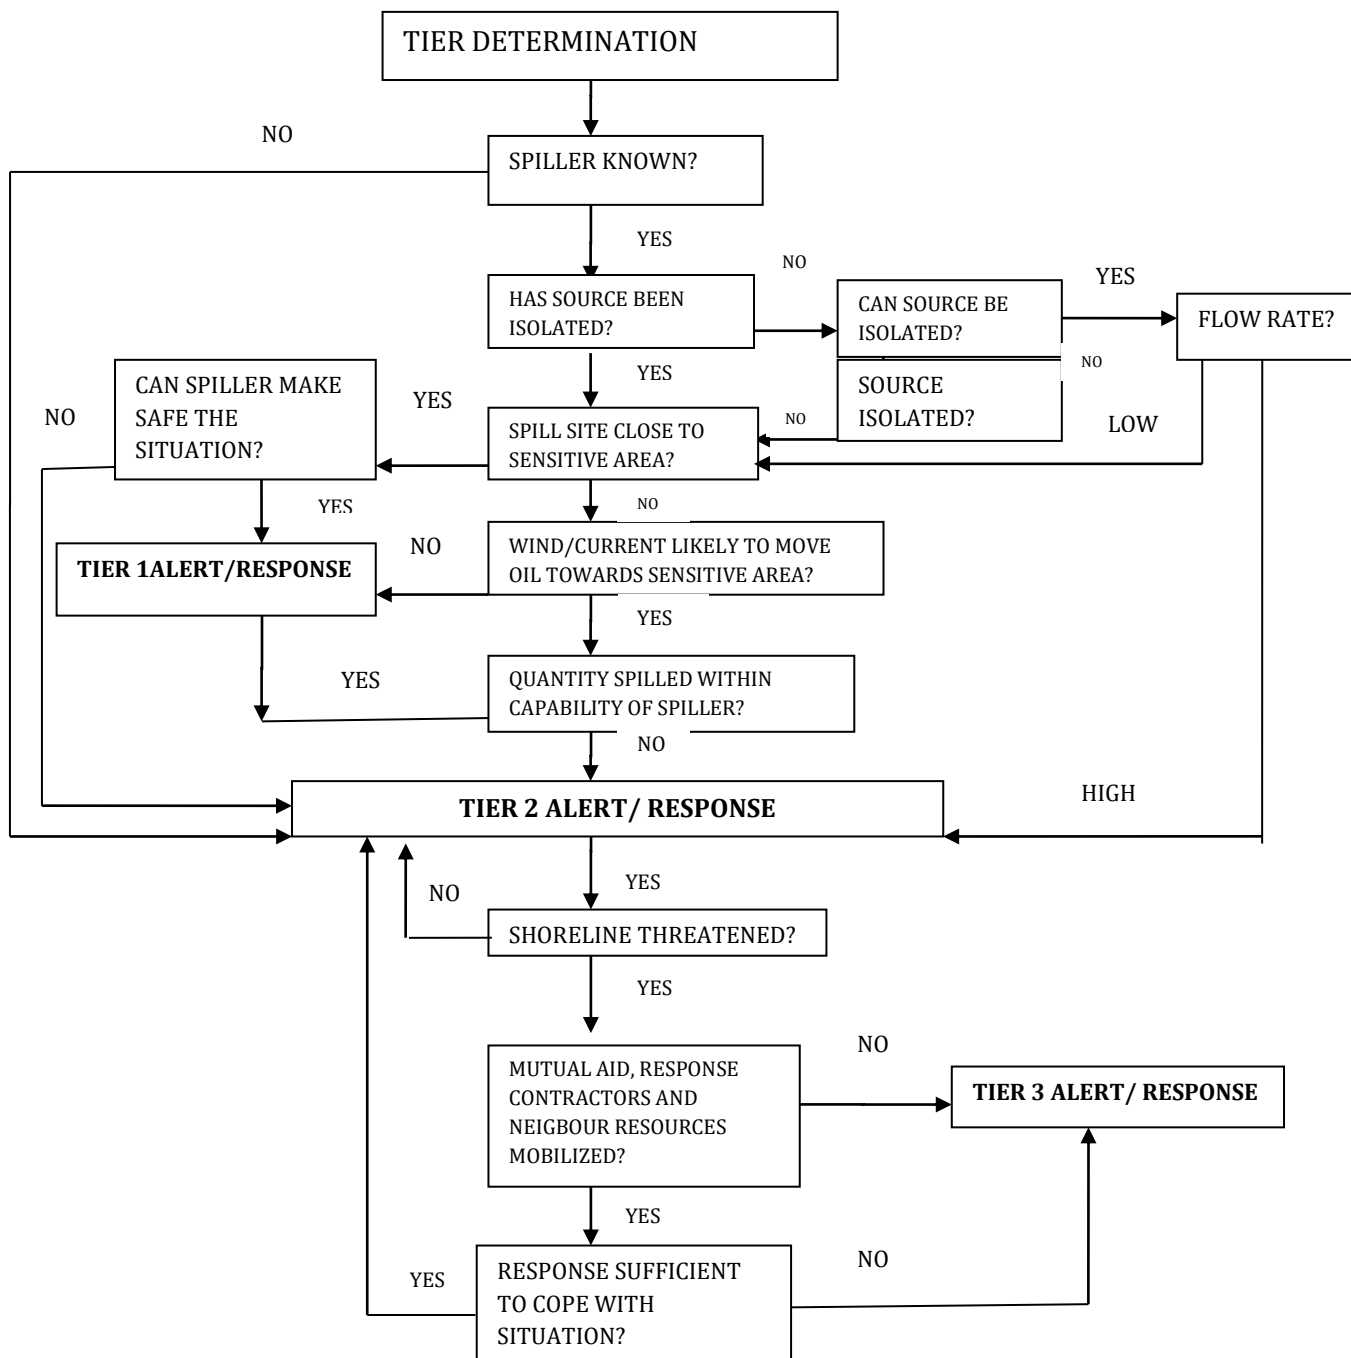 TIER DETERMINATION
NO
SPILLER KNOWN?
YES
NO
HAS SOURCE BEEN
ISOLATED?
CAN SOURCE BE
ISOLATED?
YES
FLOW RATE?
YES
NO
SOURCE
ISOLATED?
NO
LOW
CAN SPILLER MAKE
SAFE THE
SITUATION?
NO
YES
SPILL SITE CLOSE TO
SENSITIVE AREA?
YES
NO
TIER 1ALERT/RESPONSE
NO
WIND/CURRENT LIKELY TO MOVE
OIL TOWARDS SENSITIVE AREA?
YES
YES
QUANTITY SPILLED WITHIN
CAPABILITY OF SPILLER?
NO
TIER 2 ALERT/ RESPONSE
HIGH
YES
NO
SHORELINE THREATENED?
YES
MUTUAL AID, RESPONSE
CONTRACTORS AND
NEIGBOUR RESOURCES
MOBILIZED?
NO
TIER 3 ALERT/ RESPONSE
YES
YES
RESPONSE SUFFICIENT
TO COPE WITH
SITUATION?
NO